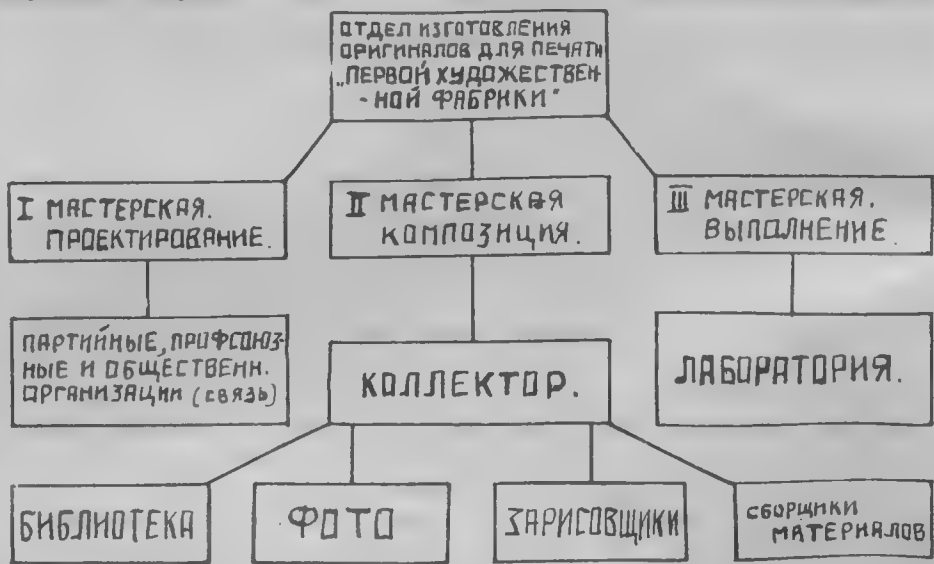 ОТДЕЛ ИЗГОТОВЛЕНИЯ
ОРИГИНАЛОВ ДЛЯ ПЕЧАТИ
„ПЕРВОЙ ХУДОЖЕСТВЕН-
-НОЙ ФАБРИКИ"
I МАСТЕРСКАЯ.
ПРОЕКТИРОВАНИЕ.
II МАСТЕРСКАЯ
КОМПОЗИЦИЯ.
III МАСТЕРСКАЯ.
ВЫПОЛНЕНИЕ.
ПАРТИЙНЫЕ, ПРОФСОЮЗ-
НЫЕ И ОБЩЕСТВЕНН.
ОРГАНИЗАЦИИ (СВЯЗЬ)
КОЛЛЕКТОР.
ЛАБОРАТОРИЯ.
БИБЛИОТЕКА
ФОТО
ЗАРИСОВЩИКИ
СБОРЩИКИ
МАТЕРИАЛОВ